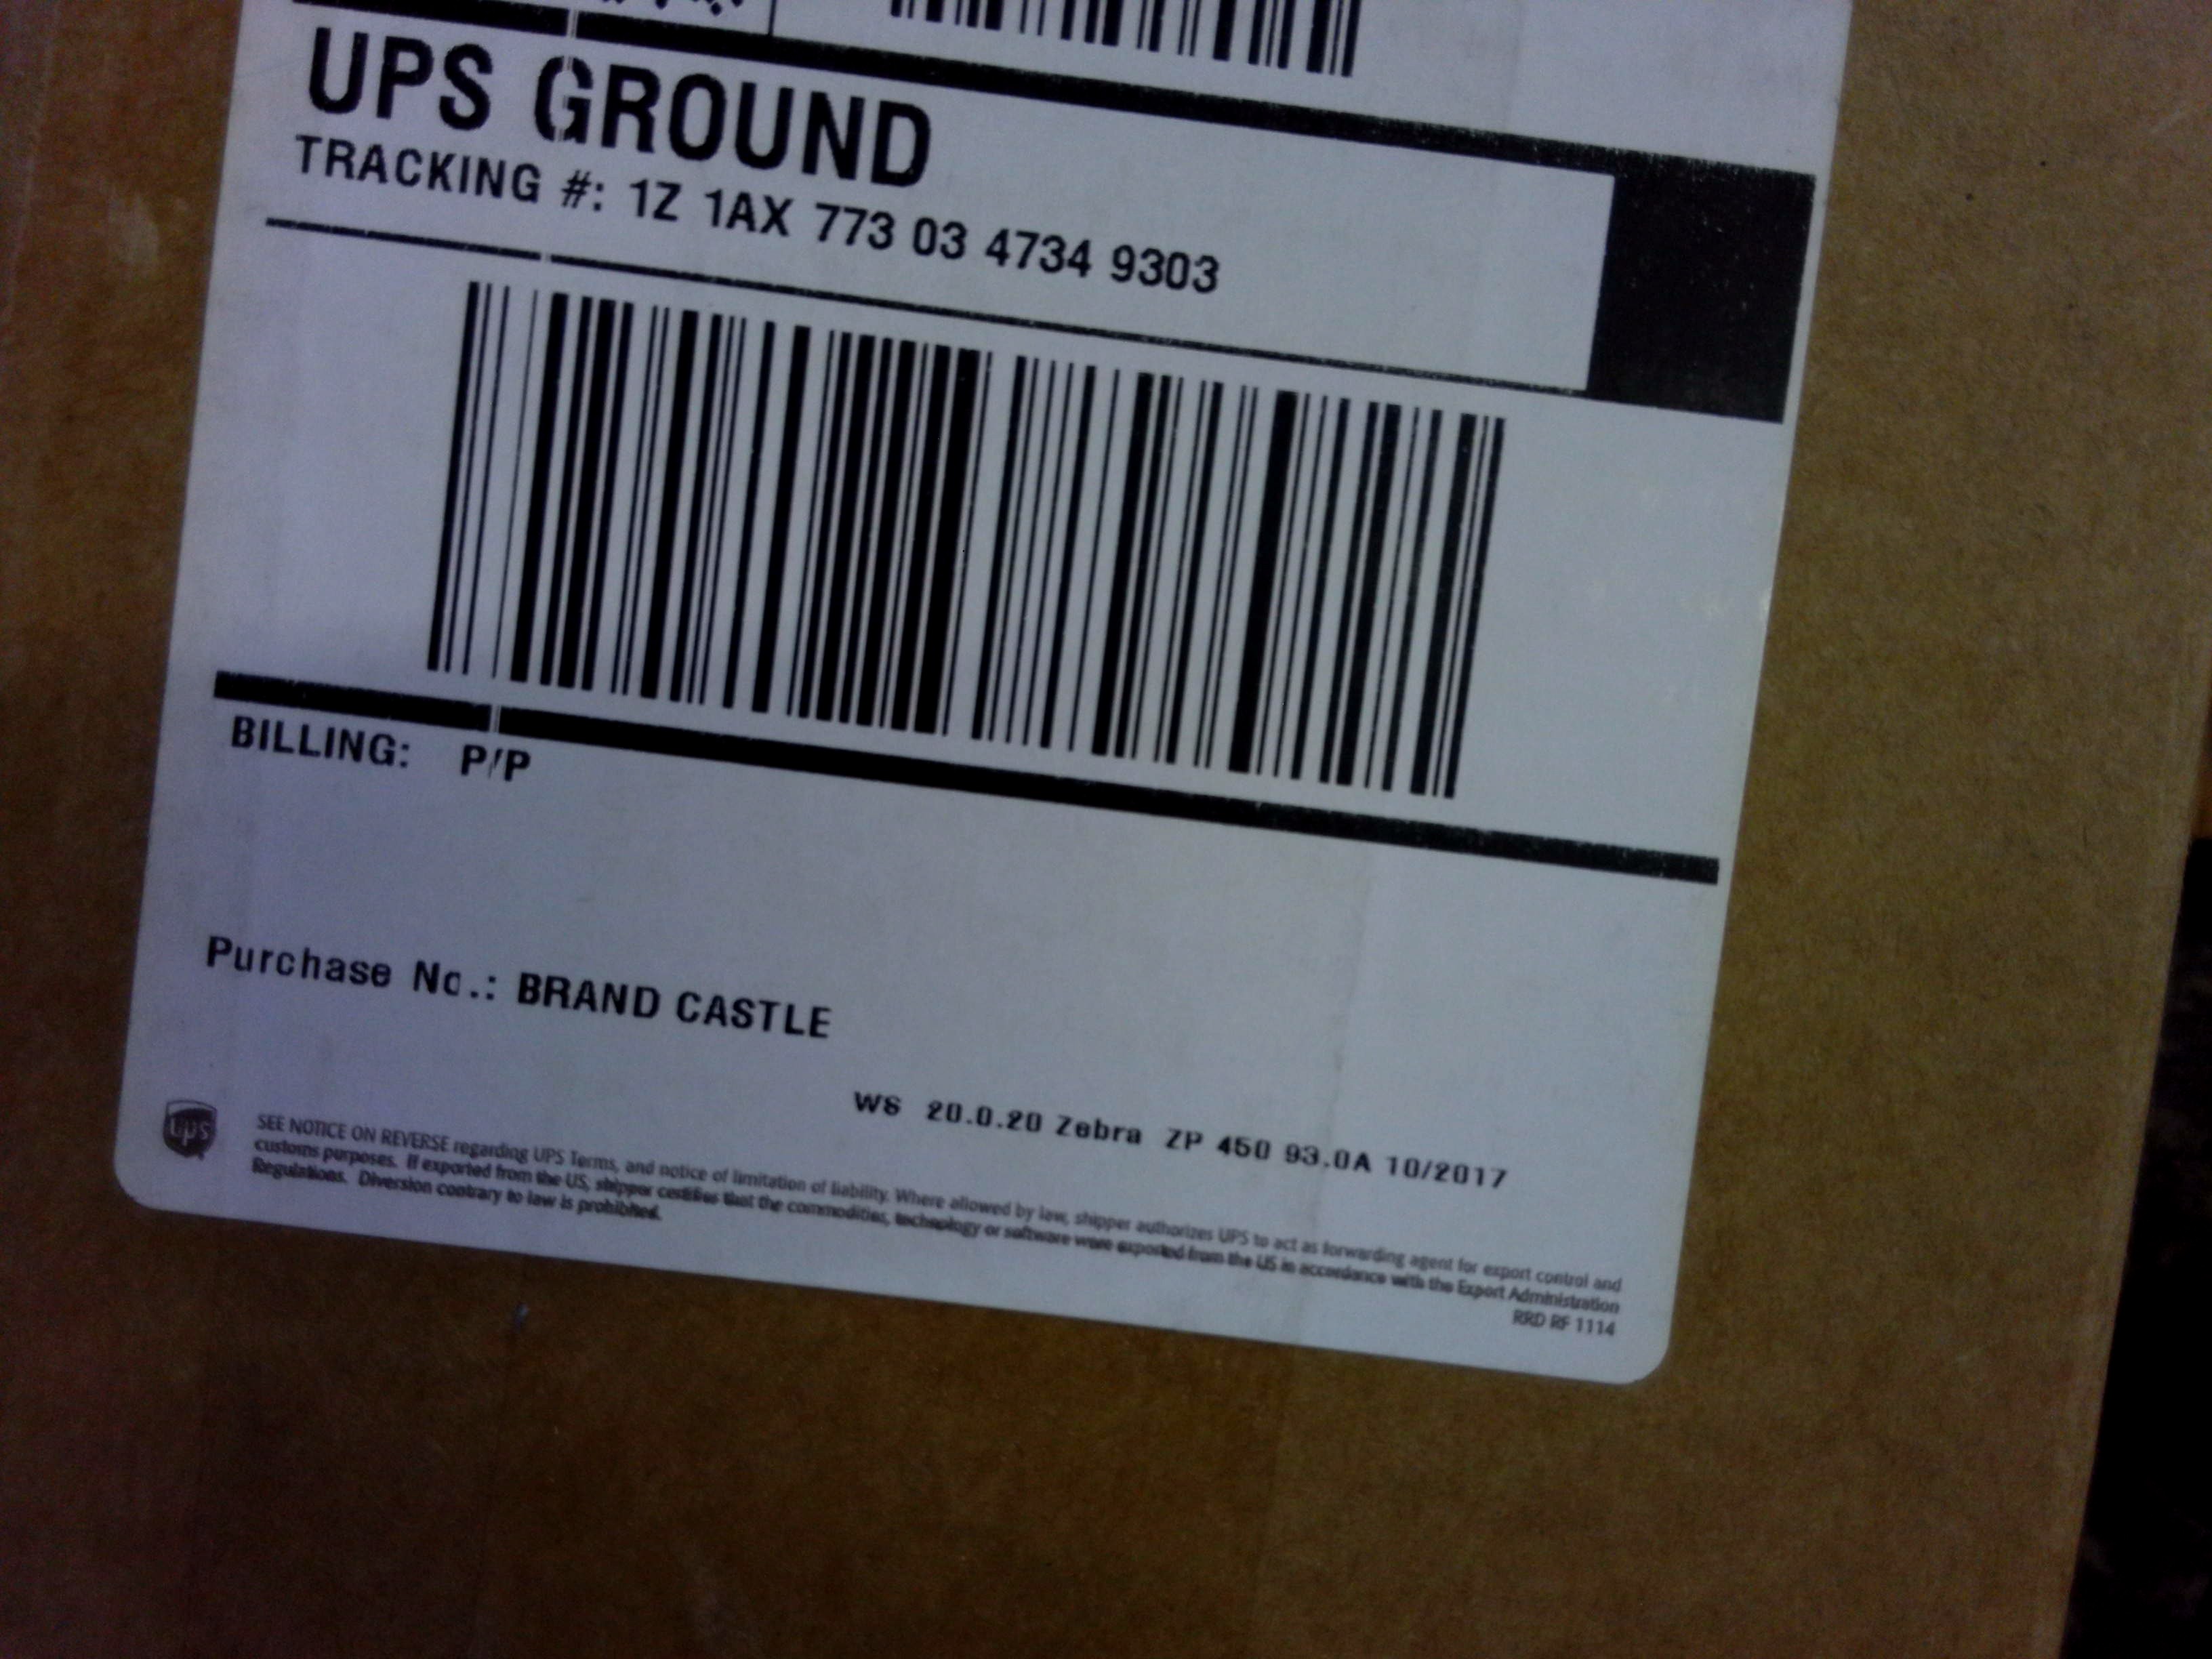 UPS GROUND
TRACKING #: 1Z 1AX 773 03 4734 9303
BILLING: P/P
Purchase No.: BRAND CASTLE
WS 20.0.20 Zebra ZP 450 93.0A 10/2017
ups
SEE NOTICE ON REVERSE regarding UPS Terms, and notice of limitation of liability. Where allowed by law, shipper authorizes UPS to act as forwarding agent for export control and
customs purposes. If exported from the US, shipper certifies that the commodities, technology or software were exported from the US in accordance with the Export Administration
Regulations. Diversion contrary to law is prohibited.
RRD RF 1114